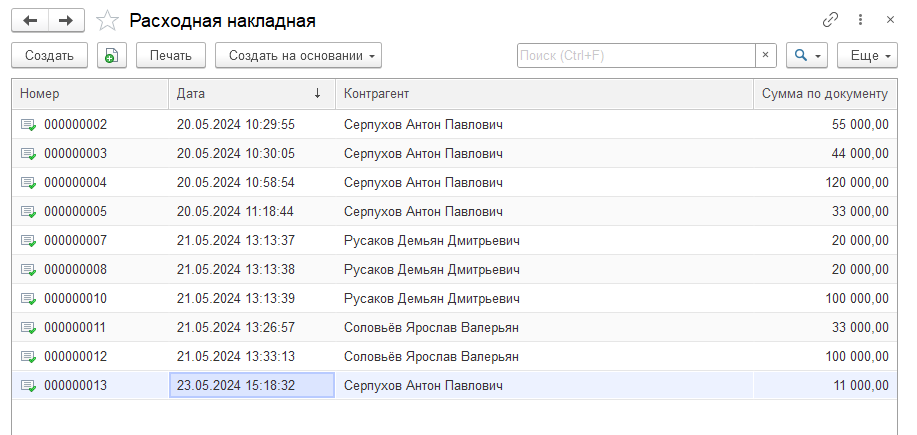 Расходная накладная
Создать Печать Создать на основании Поиск (Ctrl+F) × Еще
Номер Дата ↓ Контрагент Сумма по документу
000000002 20.05.2024 10:29:55 Серпухов Антон Павлович 55 000,00
000000003 20.05.2024 10:30:05 Серпухов Антон Павлович 44 000,00
000000004 20.05.2024 10:58:54 Серпухов Антон Павлович 120 000,00
000000005 20.05.2024 11:18:44 Серпухов Антон Павлович 33 000,00
000000007 21.05.2024 13:13:37 Русаков Демьян Дмитрьевич 20 000,00
000000008 21.05.2024 13:13:38 Русаков Демьян Дмитрьевич 20 000,00
000000010 21.05.2024 13:13:39 Русаков Демьян Дмитрьевич 100 000,00
000000011 21.05.2024 13:26:57 Соловьёв Ярослав Валерьян 33 000,00
000000012 21.05.2024 13:33:13 Соловьёв Ярослав Валерьян 100 000,00
000000013 23.05.2024 15:18:32 Серпухов Антон Павлович 11 000,00